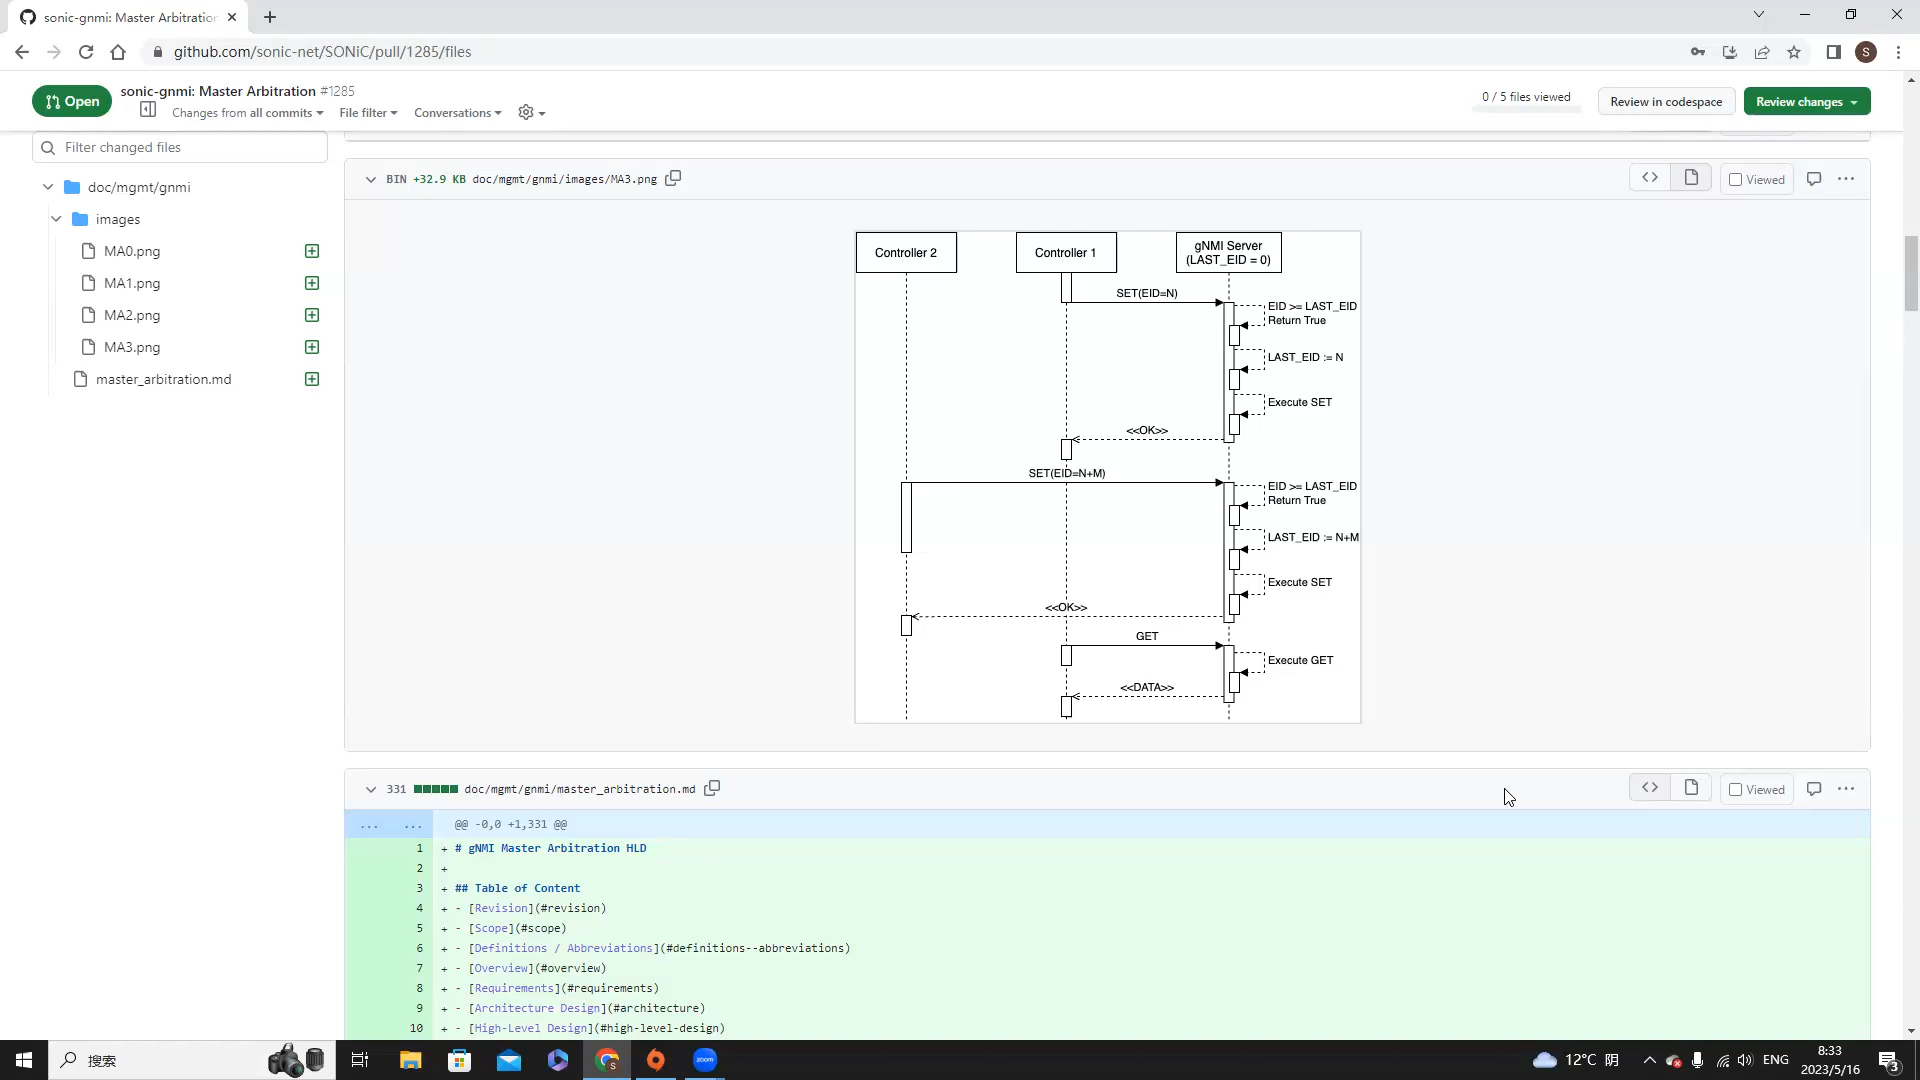 sonic-gnmi: Master Arbitration
github.com/sonic-net/SONiC/pull/1285/files
S
Open
sonic-gnmi: Master Arbitration #1285
Changes from all commits
File filter
Conversations
0 / 5 files viewed
Review in codespace
Review changes
Filter changed files
doc/mgmt/gnmi
images
MA0.png
MA1.png
MA2.png
MA3.png
master_arbitration.md
BIN +32.9 KB doc/mgmt/gnmi/images/MA3.png
Viewed
Controller 2
Controller 1
gNMI Server
(LAST_EID = 0)
SET(EID=N)
EID >= LAST_EID
Return True
LAST_EID := N
Execute SET
<<OK>>
SET(EID=N+M)
EID >= LAST_EID
Return True
LAST_EID := N+M
Execute SET
<<OK>>
GET
Execute GET
<<DATA>>
331 doc/mgmt/gnmi/master_arbitration.md
Viewed
... ... @@ -0,0 +1,331 @@
1 + # gNMI Master Arbitration HLD
2 +
3 + ## Table of Content
4 + - [Revision](#revision)
5 + - [Scope](#scope)
6 + - [Definitions / Abbreviations](#definitions--abbreviations)
7 + - [Overview](#overview)
8 + - [Requirements](#requirements)
9 + - [Architecture Design](#architecture)
10 + - [High-Level Design](#high-level-design)
搜索
zoom
12°C 阴
ENG
8:33
2023/5/16
3